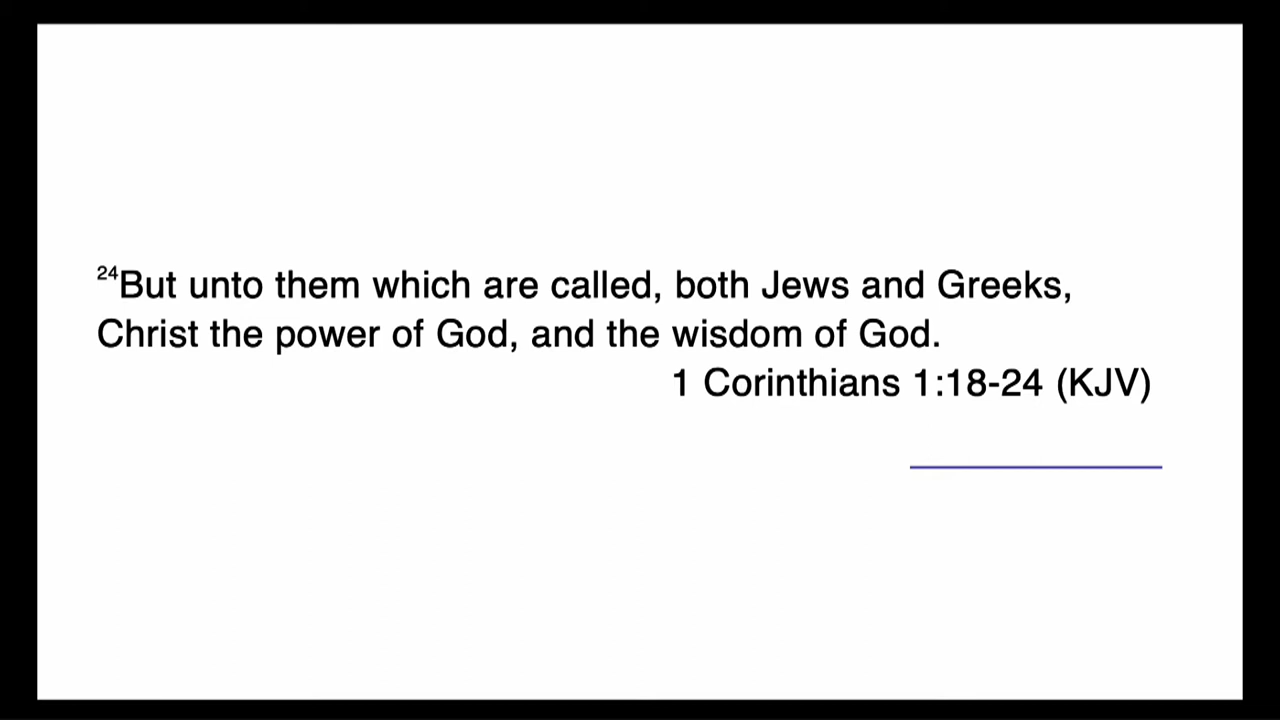 24But unto them which are called, both Jews and Greeks,
Christ the power of God, and the wisdom of God.
1 Corinthians 1:18-24 (KJV)